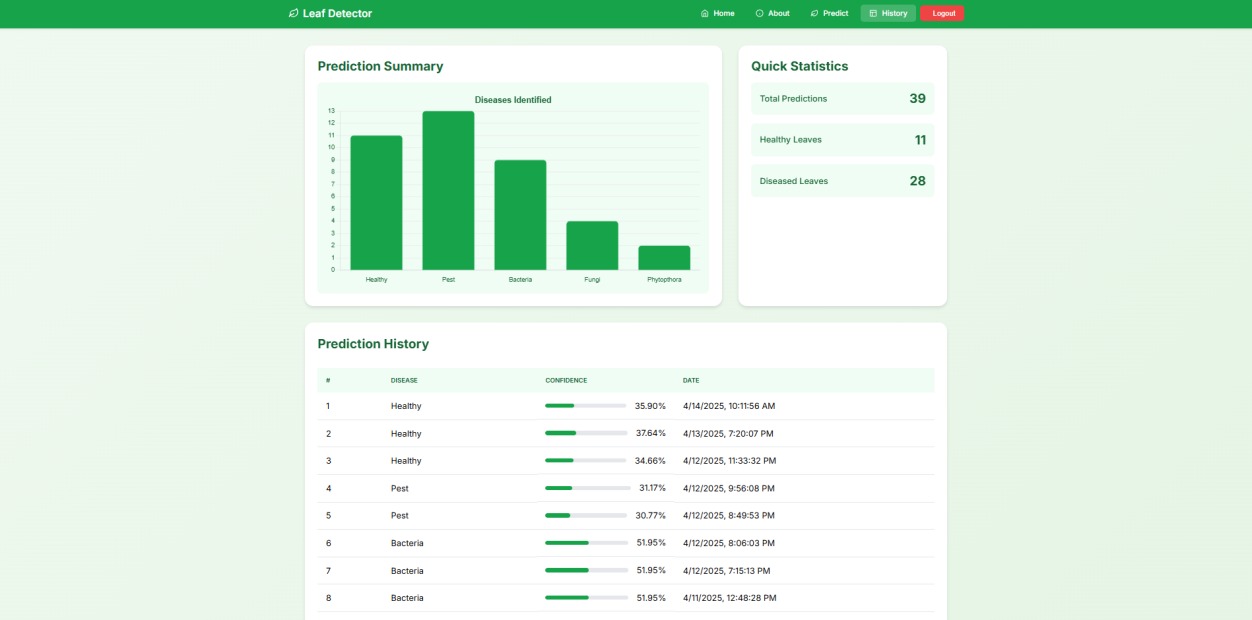 Leaf Detector Home About Predict History Logout
Prediction Summary
Diseases Identified
13
12
11
10
9
8
7
6
5
4
3
2
1
0
Healthy Pest Bacteria Fungi Phytopthora
Quick Statistics
Total Predictions 39
Healthy Leaves 11
Diseased Leaves 28
Prediction History
# DISEASE CONFIDENCE DATE
1 Healthy 35.90% 4/14/2025, 10:11:56 AM
2 Healthy 37.64% 4/13/2025, 7:20:07 PM
3 Healthy 34.66% 4/12/2025, 11:33:32 PM
4 Pest 31.17% 4/12/2025, 9:56:08 PM
5 Pest 30.77% 4/12/2025, 8:49:53 PM
6 Bacteria 51.95% 4/12/2025, 8:06:03 PM
7 Bacteria 51.95% 4/12/2025, 7:15:13 PM
8 Bacteria 51.95% 4/11/2025, 12:48:28 PM